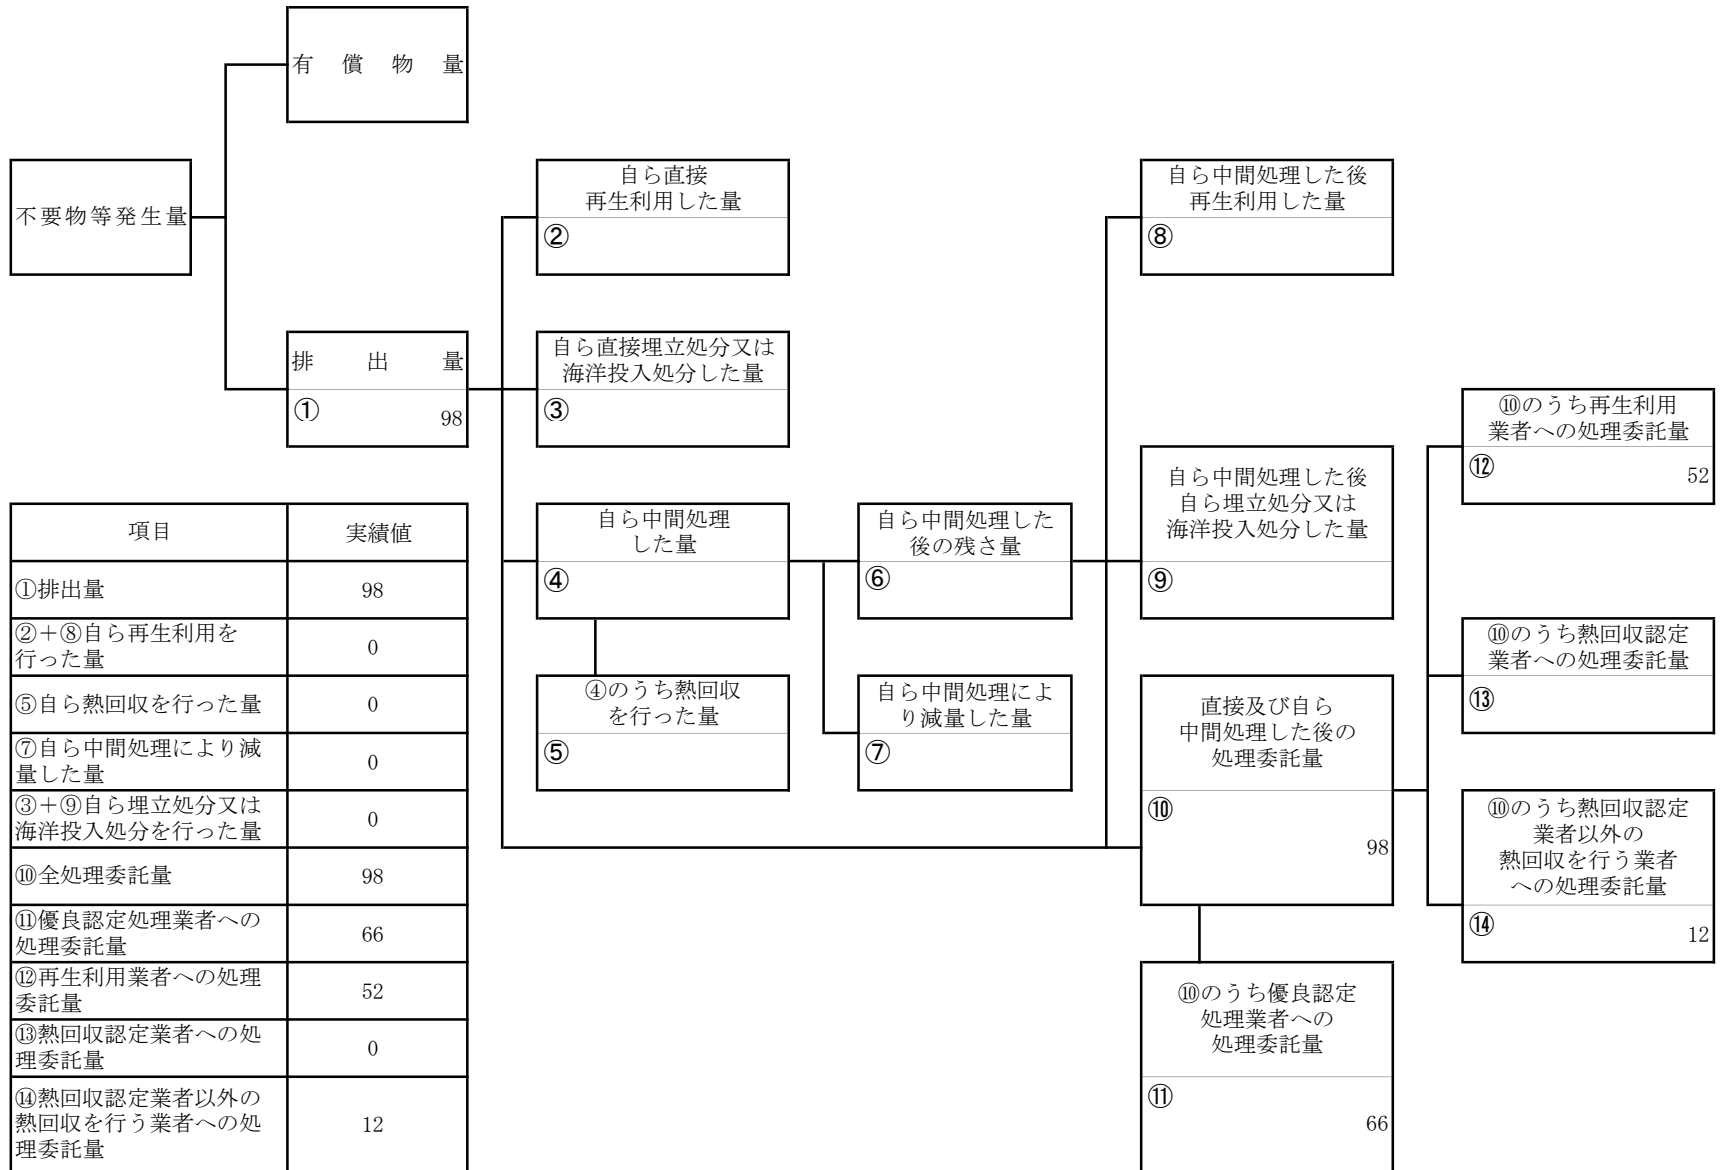 有償物量
不要物等発生量
排出量
①
98
自ら直接
再生利用した量
②
自ら直接埋立処分又は
海洋投入処分した量
③
自ら中間処理
した量
④
④のうち熱回収
を行った量
⑤
自ら中間処理した
後の残さ量
⑥
自ら中間処理によ
り減量した量
⑦
自ら中間処理した後
再生利用した量
⑧
自ら中間処理した後
自ら埋立処分又は
海洋投入処分した量
⑨
直接及び自ら
中間処理した後の
処理委託量
⑩
98
⑩のうち優良認定
処理業者への
処理委託量
⑪
66
⑩のうち再生利用
業者への処理委託量
⑫
52
⑩のうち熱回収認定
業者への処理委託量
⑬
⑩のうち熱回収認定
業者以外の
熱回収を行う業者
への処理委託量
⑭
12
項目 実績値
①排出量 98
②+⑧自ら再生利用を
行った量
0
⑤自ら熱回収を行った量 0
⑦自ら中間処理により減
量した量
0
③+⑨自ら埋立処分又は
海洋投入処分を行った量
0
⑩全処理委託量 98
⑪優良認定処理業者への
処理委託量
66
⑫再生利用業者への処理
委託量
52
⑬熱回収認定業者への処
理委託量
0
⑭熱回収認定業者以外の
熱回収を行う業者への処
理委託量
12